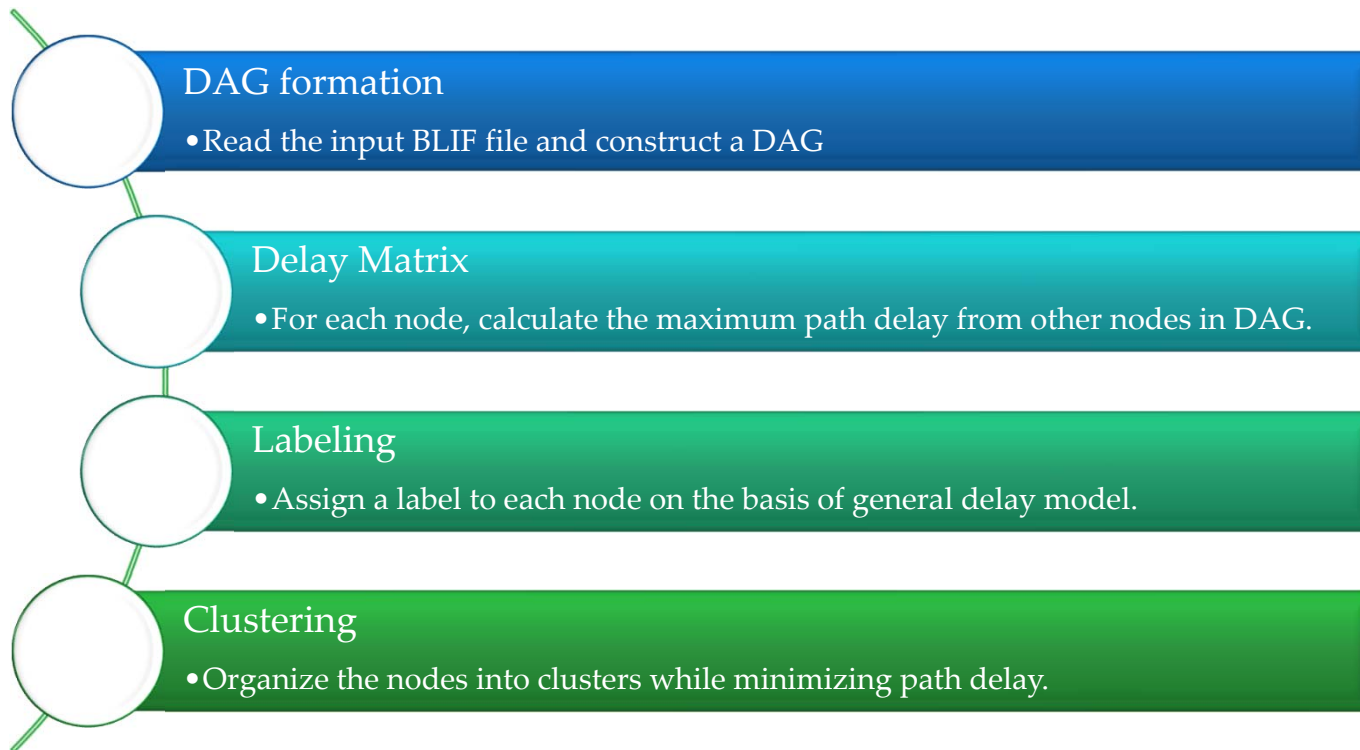 DAG formation
•Read the input BLIF file and construct a DAG
Delay Matrix
•For each node, calculate the maximum path delay from other nodes in DAG.
Labeling
•Assign a label to each node on the basis of general delay model.
Clustering
•Organize the nodes into clusters while minimizing path delay.